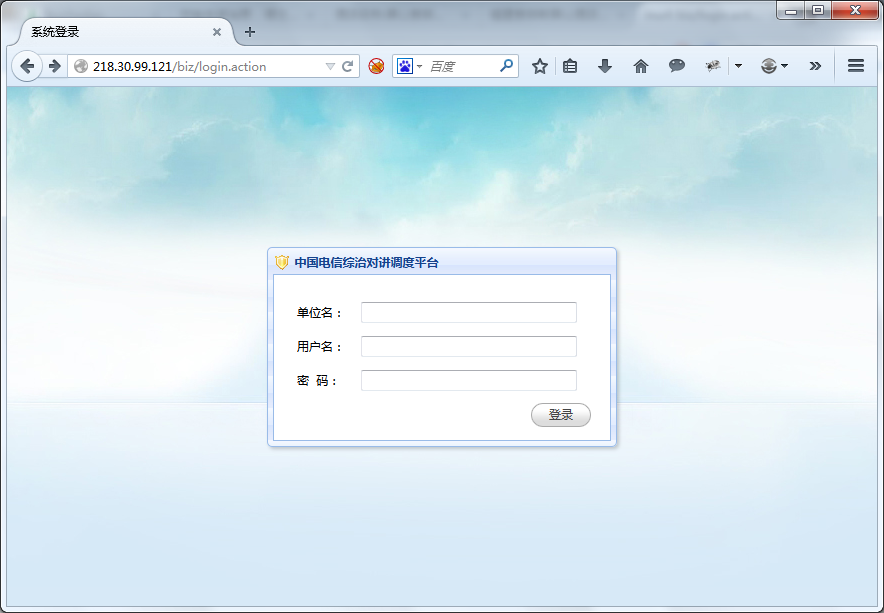 系统登录
218.30.99.121/biz/login.action
百度
中国电信综治对讲调度平台
单位名：
用户名：
密 码：
登录